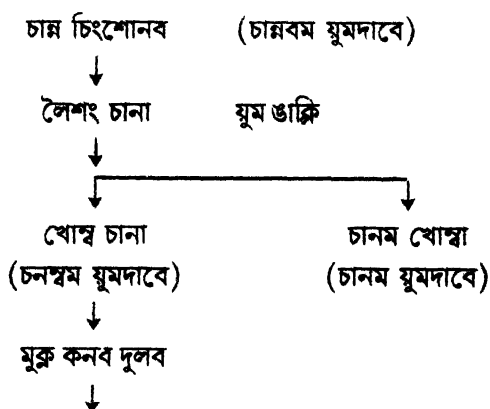 চান্ন চিংশোনব (চান্নবম য়ুমদাবে)
লৈশং চানা য়ুম ঙাক্লি
খোম্ব চানা চানম খোম্বা
(চনম্বম য়ুমদাবে) (চানম য়ুমদাবে)
মুক্ন কনব দুলব